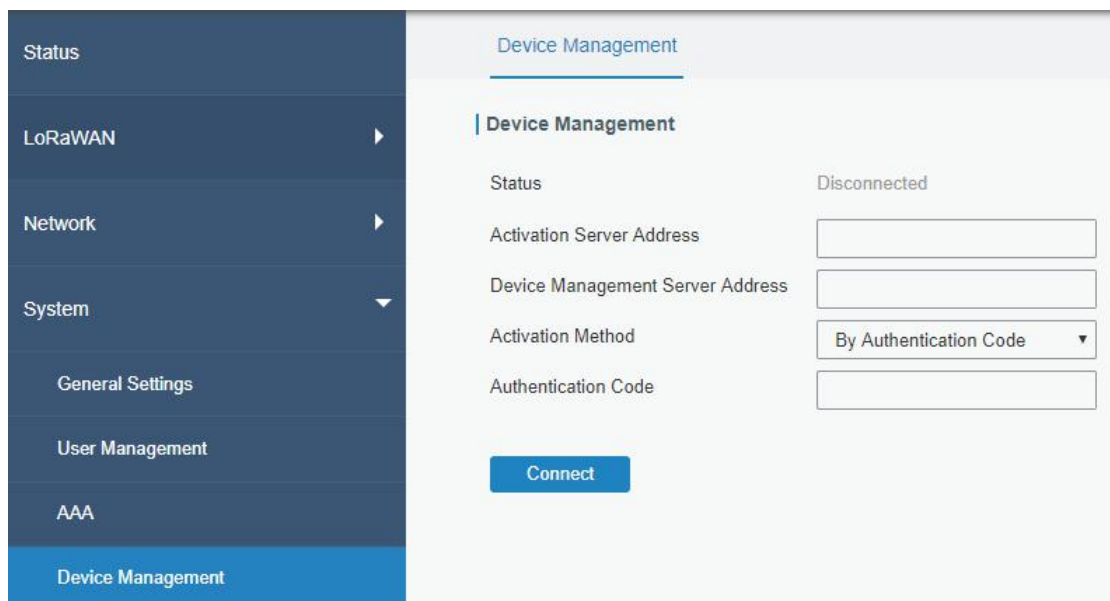 Status
LoRaWAN
Network
System
General Settings
User Management
AAA
Device Management
Device Management
Device Management
Status Disconnected
Activation Server Address
Device Management Server Address
Activation Method By Authentication Code
Authentication Code
Connect